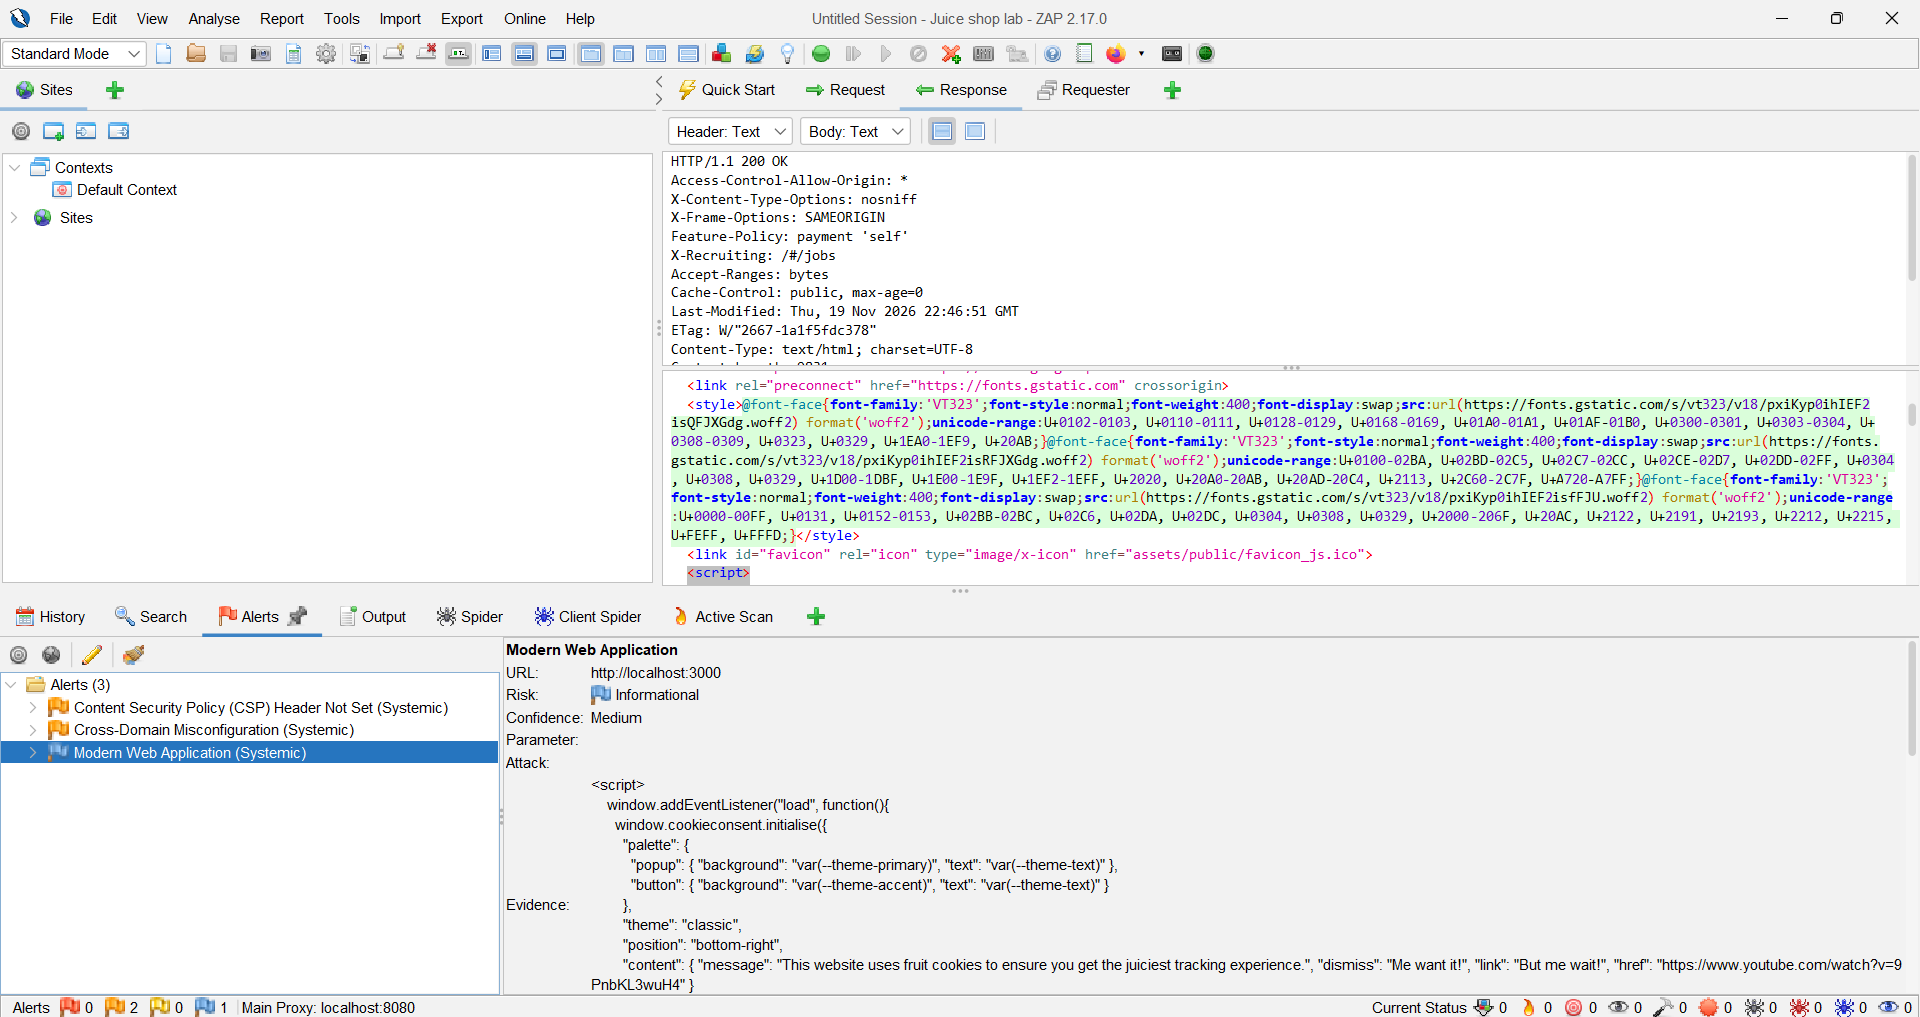 File Edit View Analyse Report Tools Import Export Online Help
Untitled Session - Juice shop lab - ZAP 2.17.0
Standard Mode
Sites
Quick Start Request Response Requester
Header: Text Body: Text
Contexts
Default Context
Sites
HTTP/1.1 200 OK
Access-Control-Allow-Origin: *
X-Content-Type-Options: nosniff
X-Frame-Options: SAMEORIGIN
Feature-Policy: payment 'self'
X-Recruiting: /#/jobs
Accept-Ranges: bytes
Cache-Control: public, max-age=0
Last-Modified: Thu, 19 Nov 2026 22:46:51 GMT
ETag: W/"2667-1a1f5fdc378"
Content-Type: text/html; charset=UTF-8
<link rel="preconnect" href="https://fonts.gstatic.com" crossorigin>
<style>@font-face{font-family:'VT323';font-style:normal;font-weight:400;font-display:swap;src:url(https://fonts.gstatic.com/s/vt323/v18/pxiKyp0ihIEF2
isQFJXGdg.woff2) format('woff2');unicode-range:U+0102-0103, U+0110-0111, U+0128-0129, U+0168-0169, U+01A0-01A1, U+01AF-01B0, U+0300-0301, U+0303-0304, U+
0308-0309, U+0323, U+0329, U+1EA0-1EF9, U+20AB;}@font-face{font-family:'VT323';font-style:normal;font-weight:400;font-display:swap;src:url(https://fonts.
gstatic.com/s/vt323/v18/pxiKyp0ihIEF2isRFJXGdg.woff2) format('woff2');unicode-range:U+0100-02BA, U+02BD-02C5, U+02C7-02CC, U+02CE-02D7, U+02DD-02FF, U+0304
, U+0308, U+0329, U+1D00-1DBF, U+1E00-1E9F, U+1EF2-1EFF, U+2020, U+20A0-20AB, U+20AD-20C4, U+2113, U+2C60-2C7F, U+A720-A7FF;}@font-face{font-family:'VT323';
font-style:normal;font-weight:400;font-display:swap;src:url(https://fonts.gstatic.com/s/vt323/v18/pxiKyp0ihIEF2isfFJU.woff2) format('woff2');unicode-range
:U+0000-00FF, U+0131, U+0152-0153, U+02BB-02BC, U+02C6, U+02DA, U+02DC, U+0304, U+0308, U+0329, U+2000-206F, U+20AC, U+2122, U+2191, U+2193, U+2212, U+2215,
U+FEFF, U+FFFD;}</style>
<link id="favicon" rel="icon" type="image/x-icon" href="assets/public/favicon_js.ico">
<script>
History Search Alerts Output Spider Client Spider Active Scan
Alerts (3)
Content Security Policy (CSP) Header Not Set (Systemic)
Cross-Domain Misconfiguration (Systemic)
Modern Web Application (Systemic)
Modern Web Application
URL: http://localhost:3000
Risk: Informational
Confidence: Medium
Parameter:
Attack:
<script>
window.addEventListener("load", function(){
window.cookieconsent.initialise({
"palette": {
"popup": { "background": "var(--theme-primary)", "text": "var(--theme-text)" },
"button": { "background": "var(--theme-accent)", "text": "var(--theme-text)" }
Evidence: },
"theme": "classic",
"position": "bottom-right",
"content": { "message": "This website uses fruit cookies to ensure you get the juiciest tracking experience.", "dismiss": "Me want it!", "link": "But me wait!", "href": "https://www.youtube.com/watch?v=9
PnbKL3wuH4" }
Alerts 0 2 0 1 Main Proxy: localhost:8080
Current Status 0 0 0 0 0 0 0 0 0 0